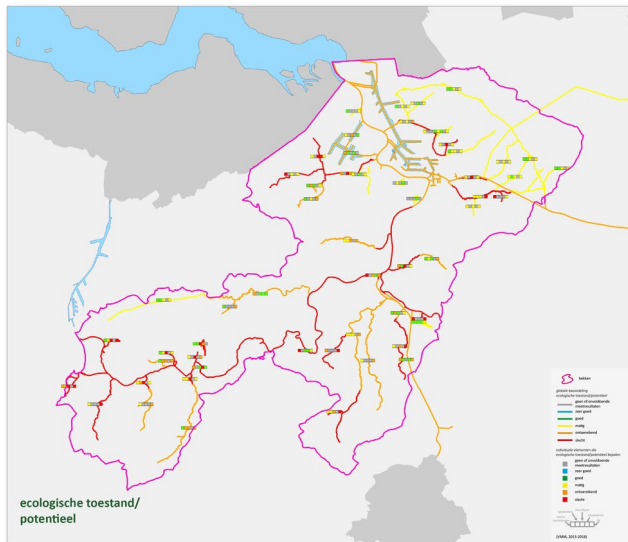 ecologische toestand/
potentieel
bekken
globale beoordeling
ecologische toestand/potentieel
geen of onvoldoende
meetresultaten
zeer goed
goed
matig
ontoereikend
slecht
individuele elementen die
ecologische toestand/potentieel bepalen
geen of onvoldoende
meetresultaten
zeer goed
goed
matig
ontoereikend
slecht
(VMM, 2013-2018)